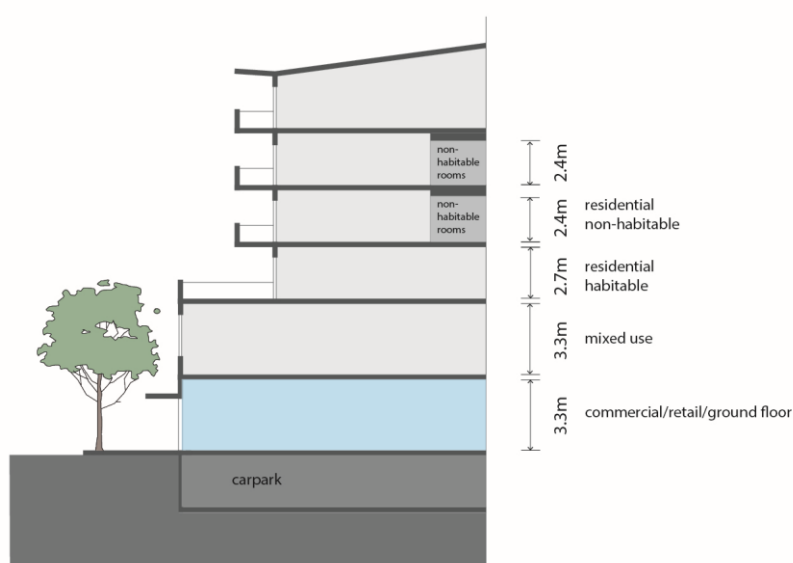 non-
habitable
rooms
2.4m
non-
habitable
rooms
2.4m
residential
non-habitable
2.7m
residential
habitable
3.3m
mixed use
3.3m
commercial/retail/ground floor
carpark